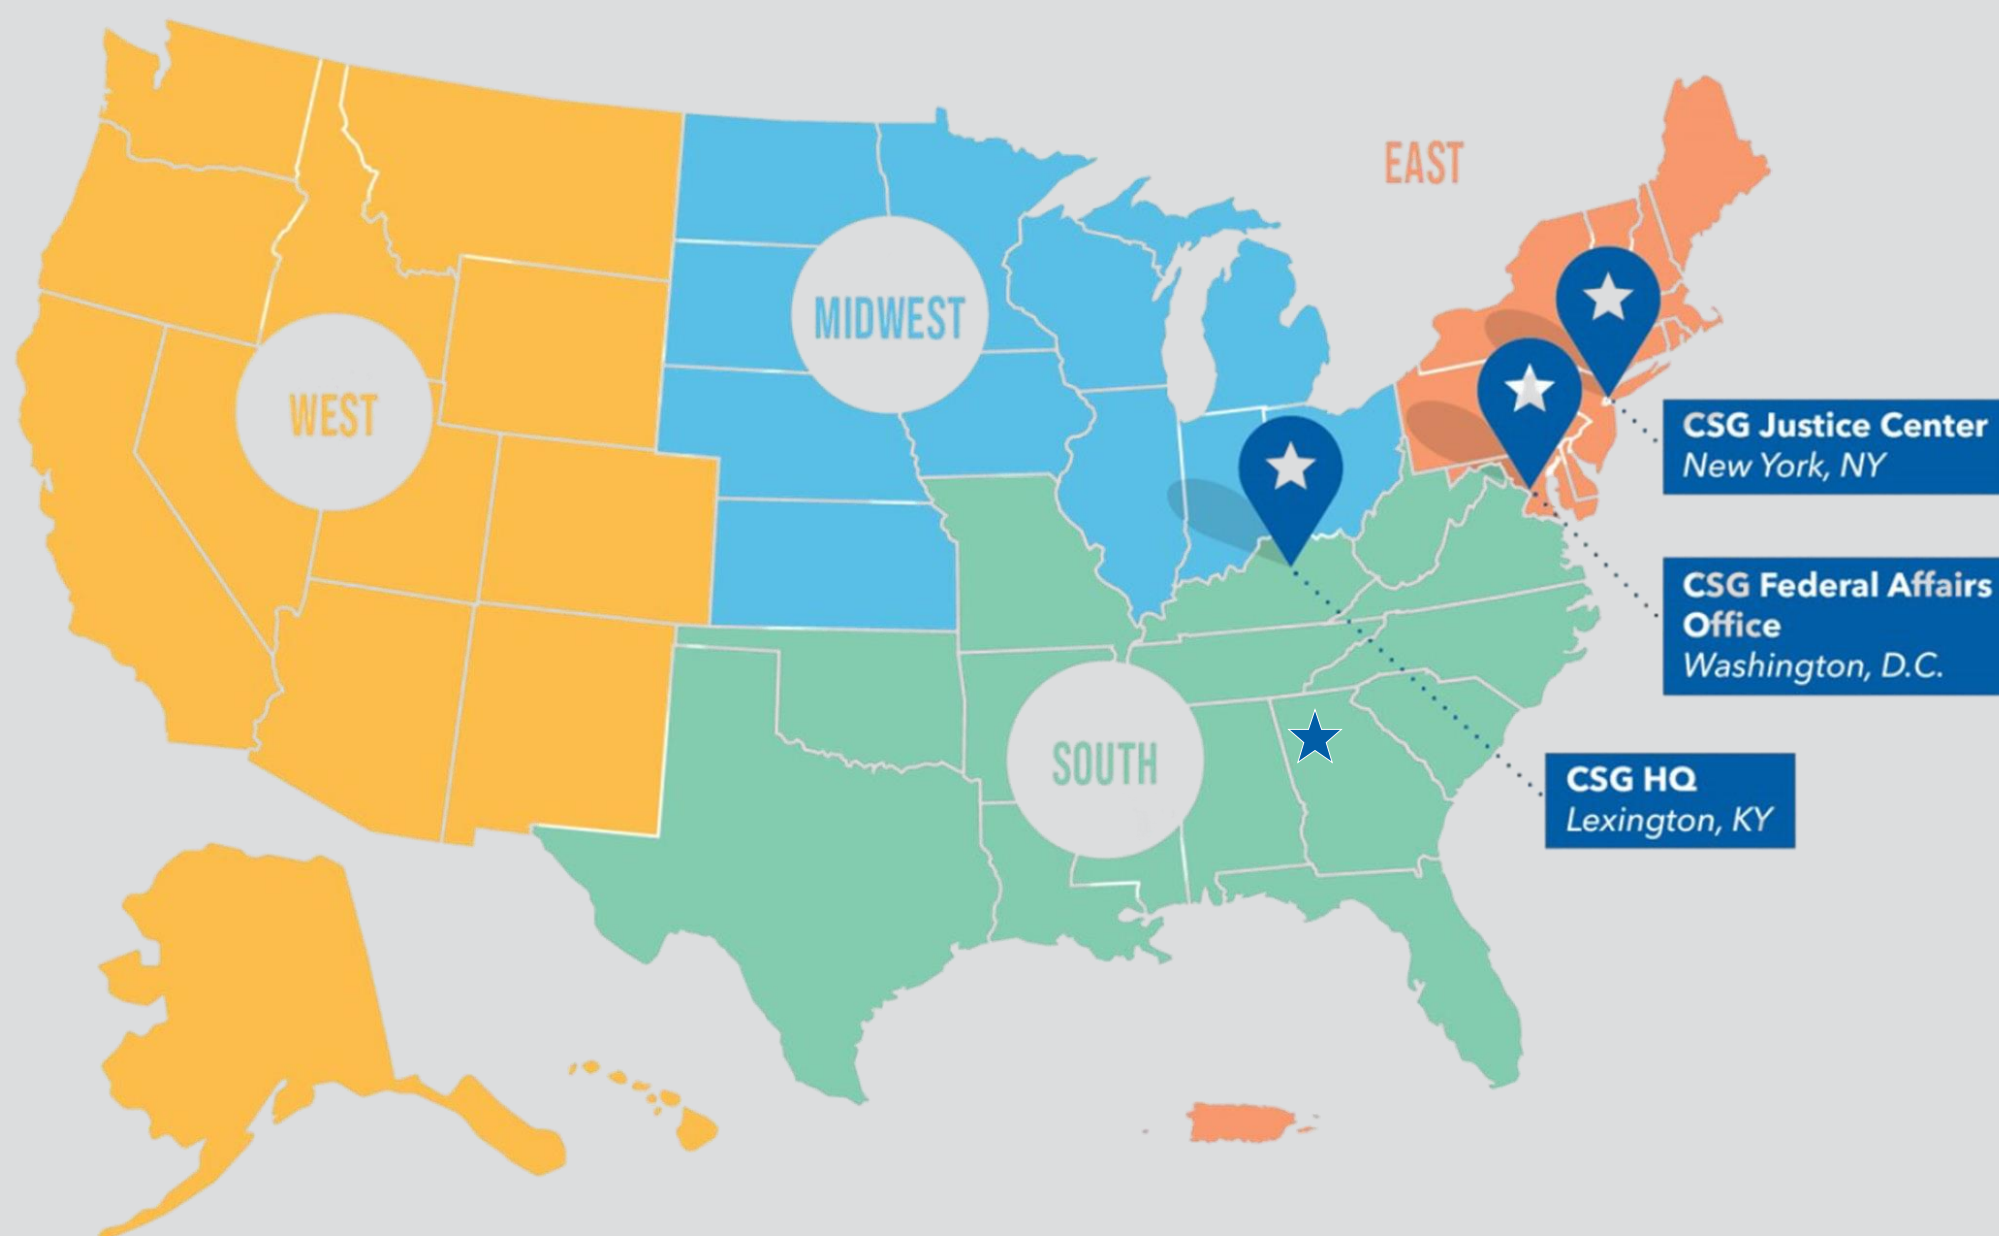 EAST
MIDWEST
WEST
SOUTH
CSG Justice Center
New York, NY
CSG Federal Affairs
Office
Washington, D.C.
CSG HQ
Lexington, KY